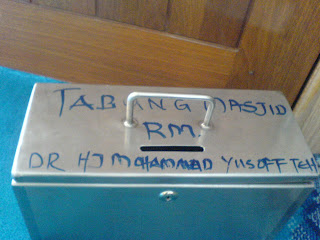 TABUNG MASJID
RM.
DR HJ MOHAMMAD YUSOFF TEH